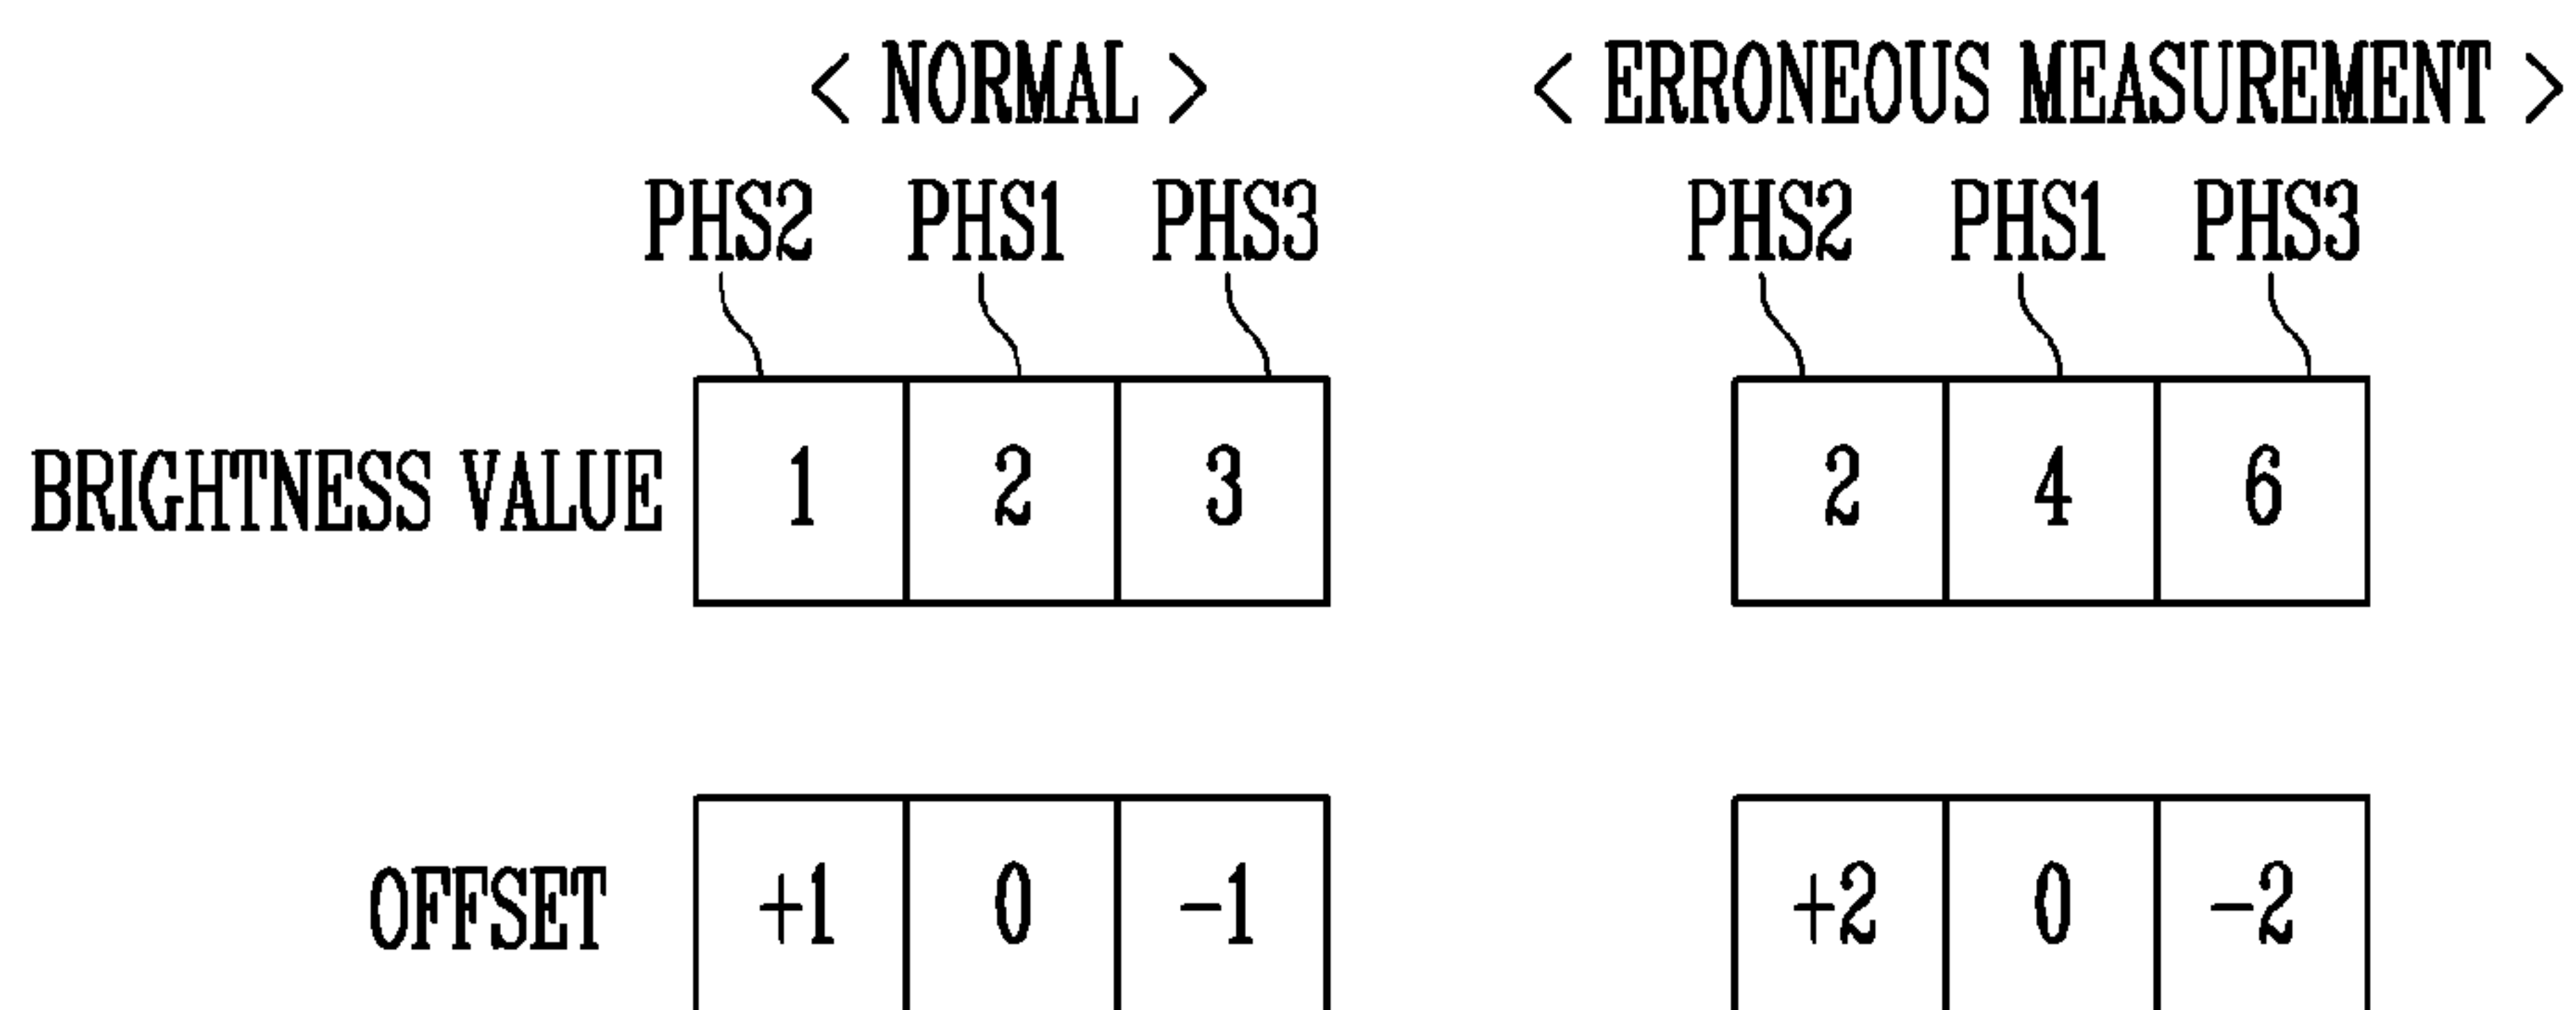 < NORMAL > < ERRONEOUS MEASUREMENT >
PHS2 PHS1 PHS3 PHS2 PHS1 PHS3
BRIGHTNESS VALUE 1 2 3 2 4 6
OFFSET +1 0 -1 +2 0 -2